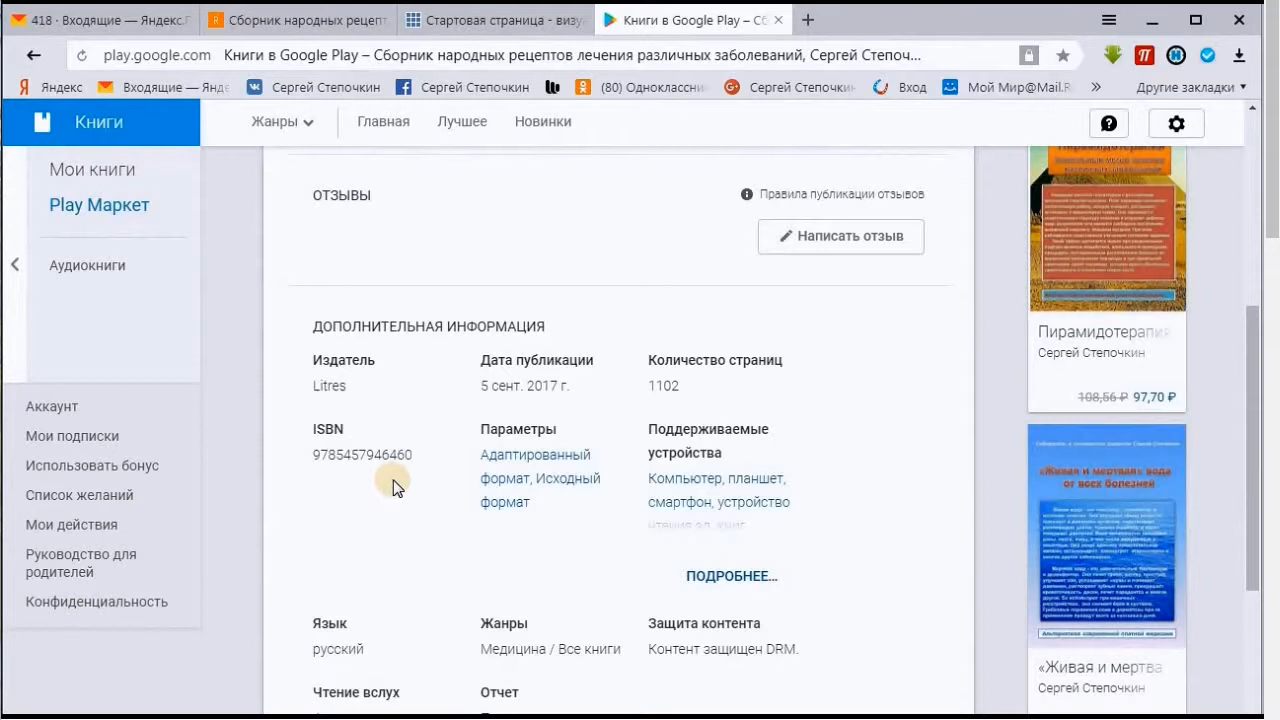 418 · Входящие — Яндекс.П
Сборник народных рецепт
Стартовая страница - визуа
Книги в Google Play – Сб
play.google.com
Книги в Google Play – Сборник народных рецептов лечения различных заболеваний, Сергей Степоч...
Яндекс
Входящие — Янде
Сергей Степочкин
Сергей Степочкин
(80) Одноклассни
Сергей Степочкин
Вход
Мой Мир@Mail.R
Другие закладки
Книги
Жанры
Главная
Лучшее
Новинки
Мои книги
Play Маркет
Аудиокниги
Аккаунт
Мои подписки
Использовать бонус
Список желаний
Мои действия
Руководство для
родителей
Конфиденциальность
ОТЗЫВЫ
Правила публикации отзывов
Написать отзыв
ДОПОЛНИТЕЛЬНАЯ ИНФОРМАЦИЯ
Издатель
Litres
Дата публикации
5 сент. 2017 г.
Количество страниц
1102
ISBN
9785457946460
Параметры
Адаптированный
формат, Исходный
формат
Поддерживаемые
устройства
Компьютер, планшет,
смартфон, устройство
чтения эл. книг
ПОДРОБНЕЕ...
Языки
русский
Жанры
Медицина / Все книги
Защита контента
Контент защищен DRM.
Чтение вслух
Отчет
Пирамидотерапия
Сергей Степочкин
108,56 ₽ 97,70 ₽
«Живая и мертвая» вода
от всех болезней
«Живая и мертва
Сергей Степочкин